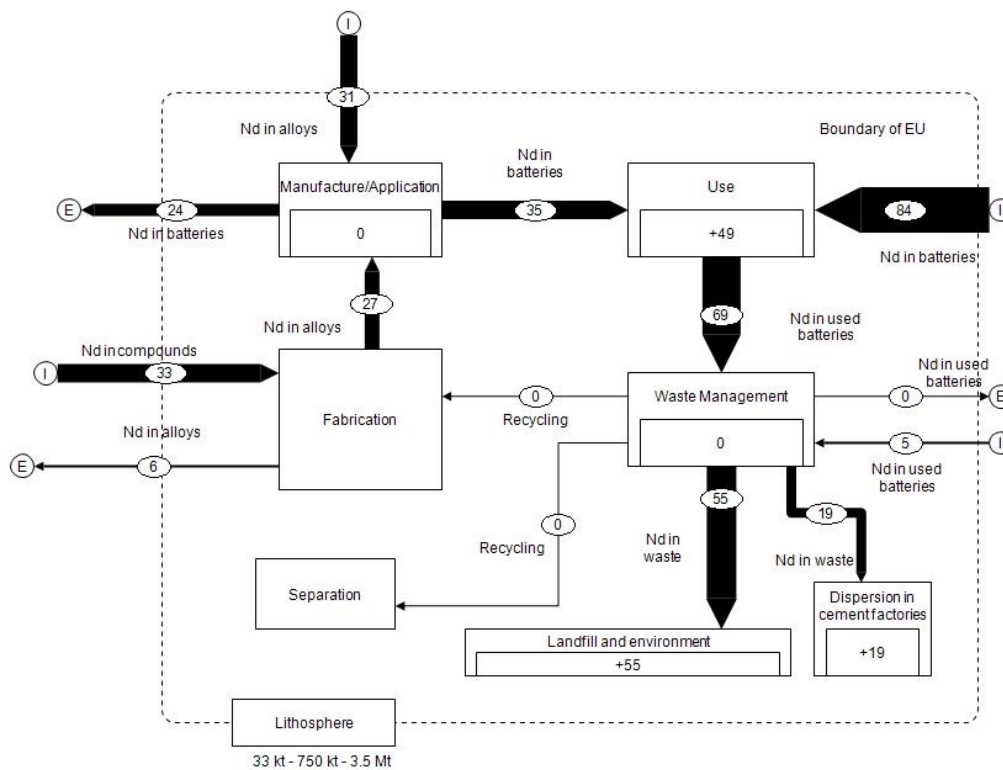 I
31
Nd in alloys
Boundary of EU
Nd in
batteries
Manufacture/Application
Use
E
24
35
84
I
0
+49
Nd in batteries
Nd in batteries
27
69
Nd in alloys
Nd in used
batteries
Nd in compounds
I
33
Nd in used
batteries
Fabrication
0
Recycling
Waste Management
0
E
Nd in alloys
0
5
I
E
6
Nd in used
batteries
55
19
0
Recycling
Nd in
waste
Nd in waste
Separation
Dispersion in
cement factories
Landfill and environment
+55
+19
Lithosphere
33 kt - 750 kt - 3.5 Mt